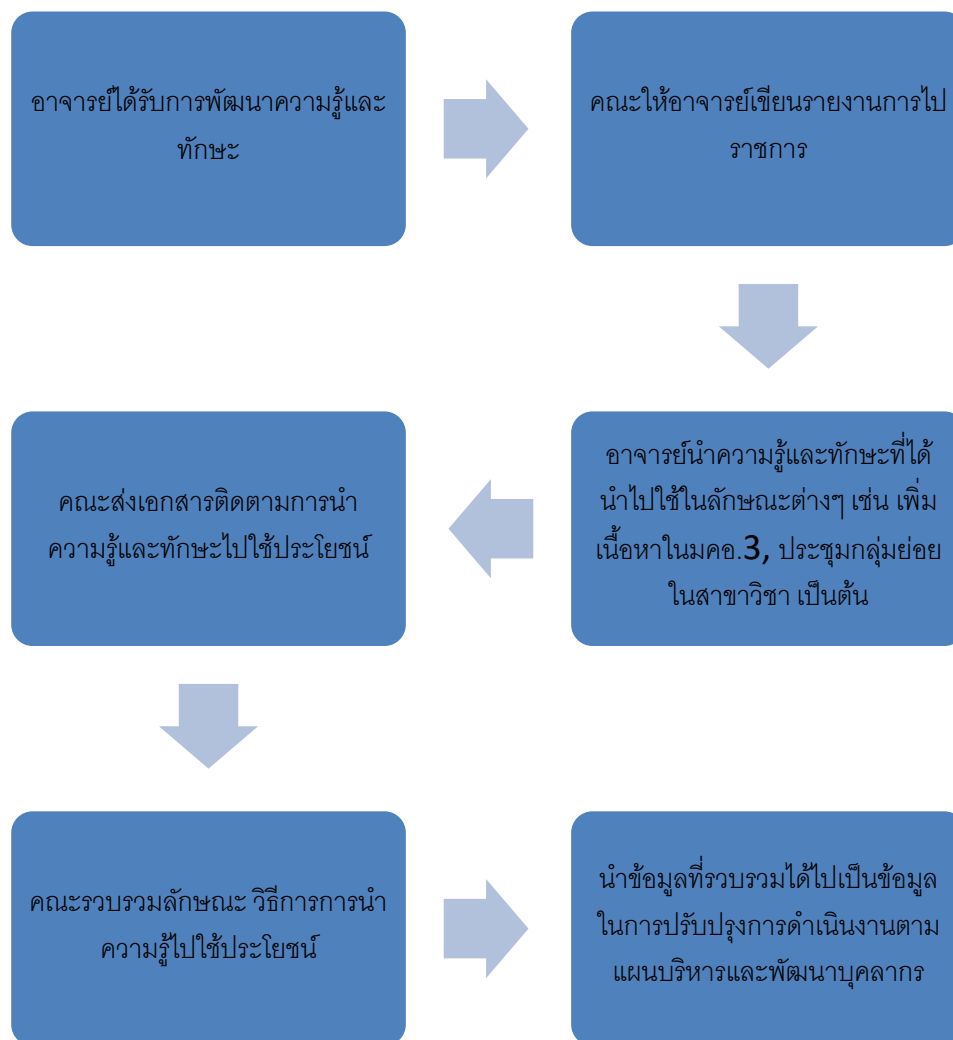 อาจารย์ได้รับการพัฒนาความรู้และ
ทักษะ
คณะให้อาจารย์เขียนรายงานการไป
ราชการ
อาจารย์นำความรู้และทักษะที่ได้
นำไปใช้ในลักษณะต่างๆ เช่น เพิ่ม
เนื้อหาในมคอ.3, ประชุมกลุ่มย่อย
ในสาขาวิชา เป็นต้น
คณะส่งเอกสารติดตามการนำ
ความรู้และทักษะไปใช้ประโยชน์
คณะรวบรวมลักษณะ วิธีการการนำ
ความรู้ไปใช้ประโยชน์
นำข้อมูลที่รวบรวมได้ไปเป็นข้อมูล
ในการปรับปรุงการดำเนินงานตาม
แผนบริหารและพัฒนาบุคลากร